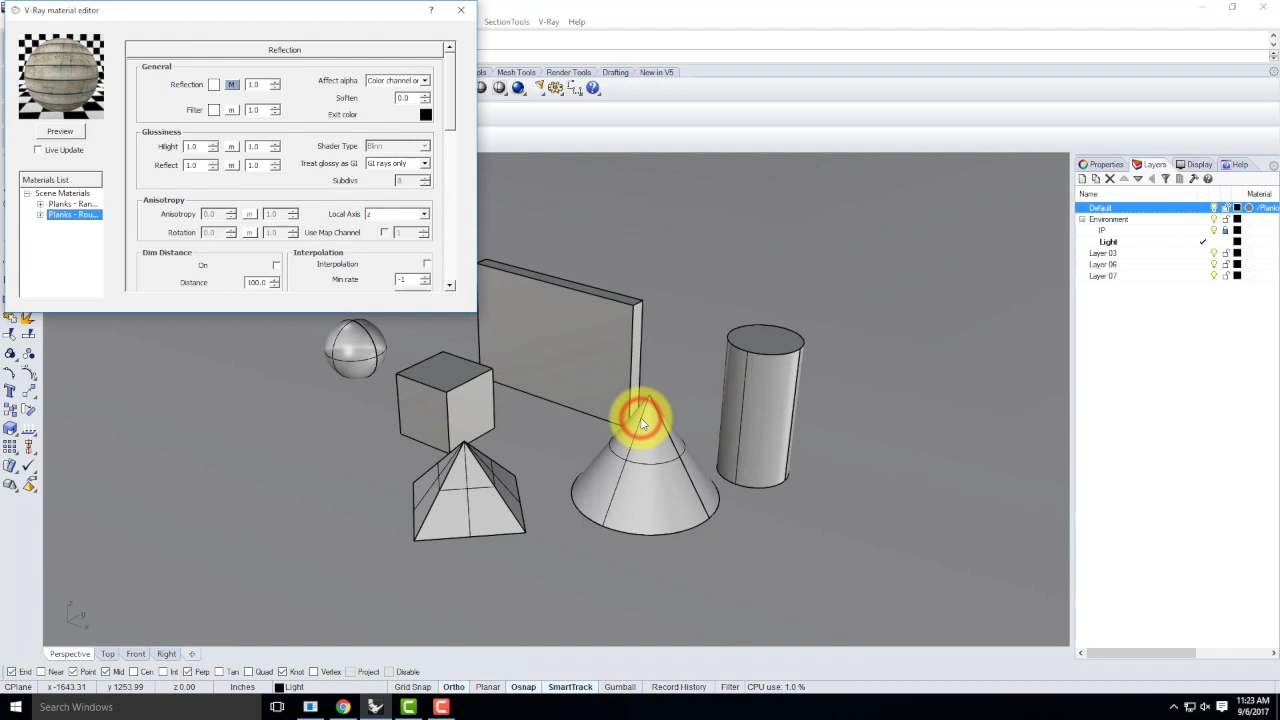 V-Ray material editor
?
SectionTools V-Ray Help
ols Mesh Tools Render Tools Drafting New in V5
Reflection
General
Reflection M 1.0
Affect alpha Color channel or
Soften 0.0
Filter m 1.0
Exit color
Preview
Live Update
Glossiness
Hilight 1.0 m 1.0
Shader Type Blinn
Reflect 1.0 m 1.0
Treat glossy as GI GI rays only
Subdivs 8
Materials List
Scene Materials
Planks - Ran...
Planks - Rou...
Anisotropy
Anisotropy 0.0 m 1.0
Local Axis z
Rotation 0.0 m 1.0
Use Map Channel 1
Dim Distance
On
Distance 100.0
Interpolation
Interpolation
Min rate -1
Properties Layers Display Help
Name Material
Default /Planks
Environment
IP
Light
Layer 03
Layer 06
Layer 07
z
y
x
Perspective Top Front Right
End Near Point Mid Cen Int Perp Tan Quad Knot Vertex Project Disable
CPlane x -1643.31 y 1253.99 z 0.00 Inches Light Grid Snap Ortho Planar Osnap SmartTrack Gumball Record History Filter CPU use: 1.0 %
Search Windows
11:23 AM
9/6/2017